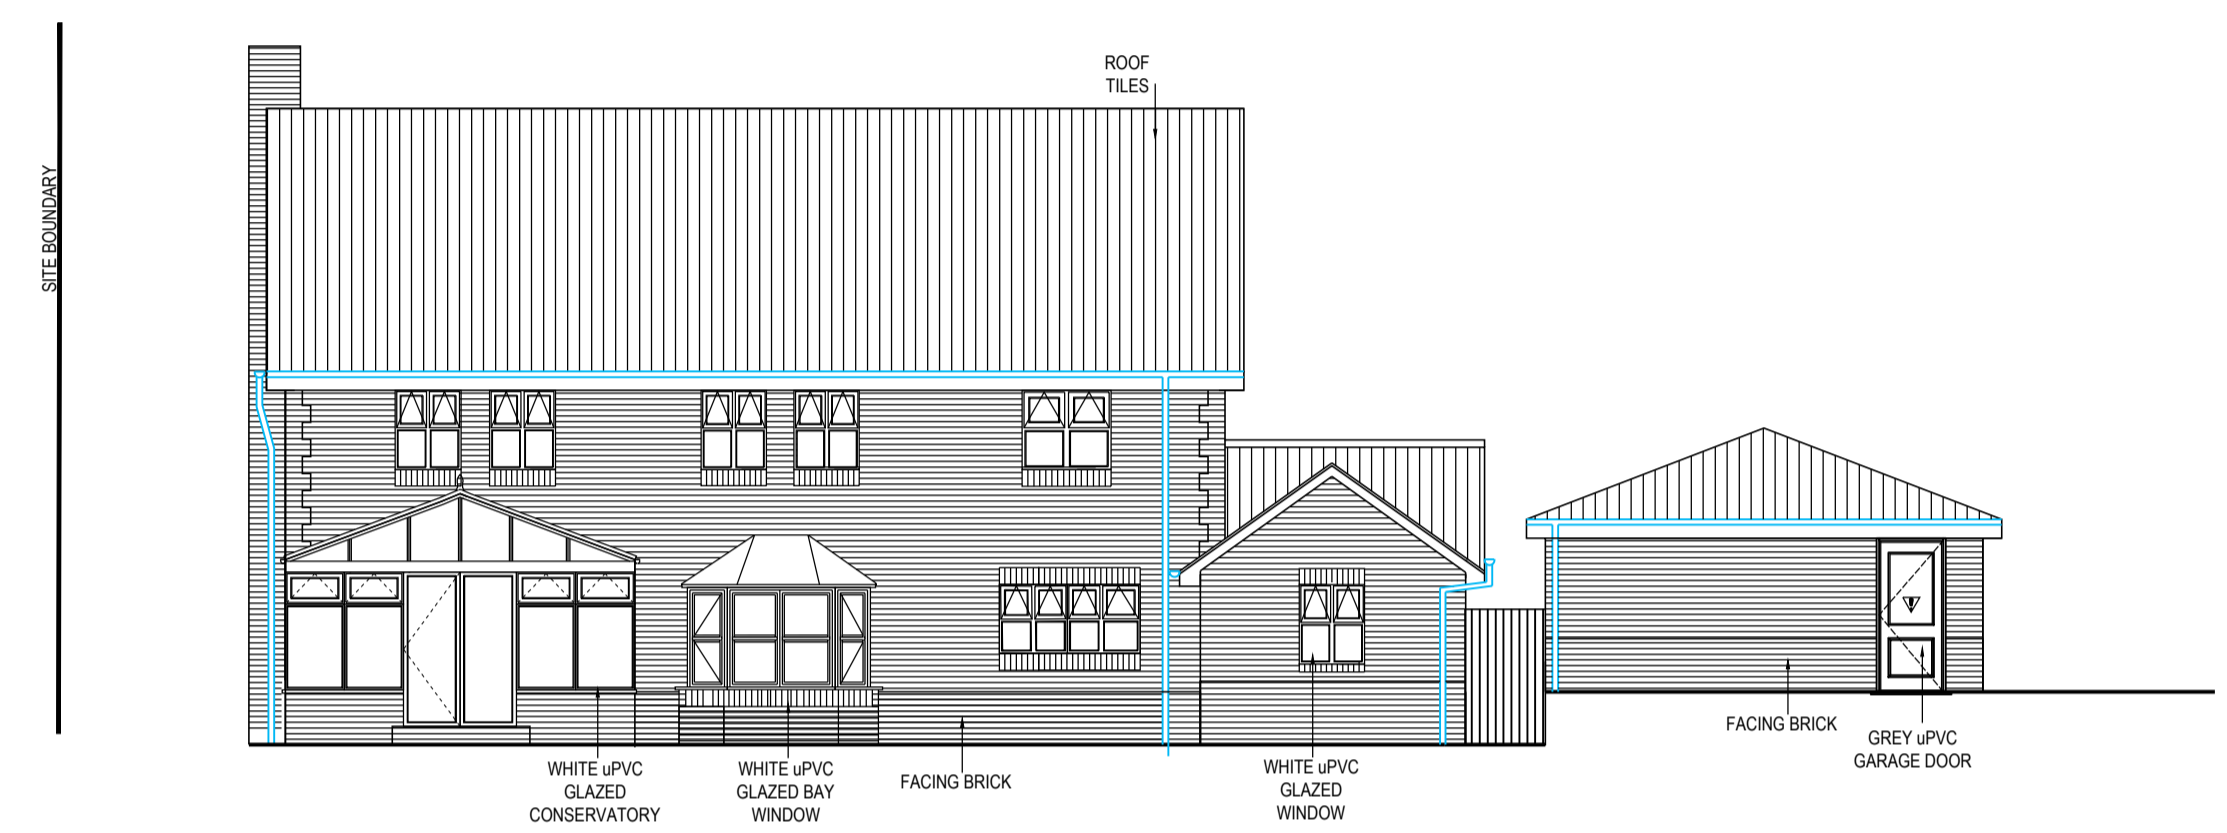 ROOF
TILES
SITE BOUNDARY
WHITE uPVC
GLAZED
CONSERVATORY
WHITE uPVC
GLAZED BAY
WINDOW
FACING BRICK
WHITE uPVC
GLAZED
WINDOW
FACING BRICK
GREY uPVC
GARAGE DOOR